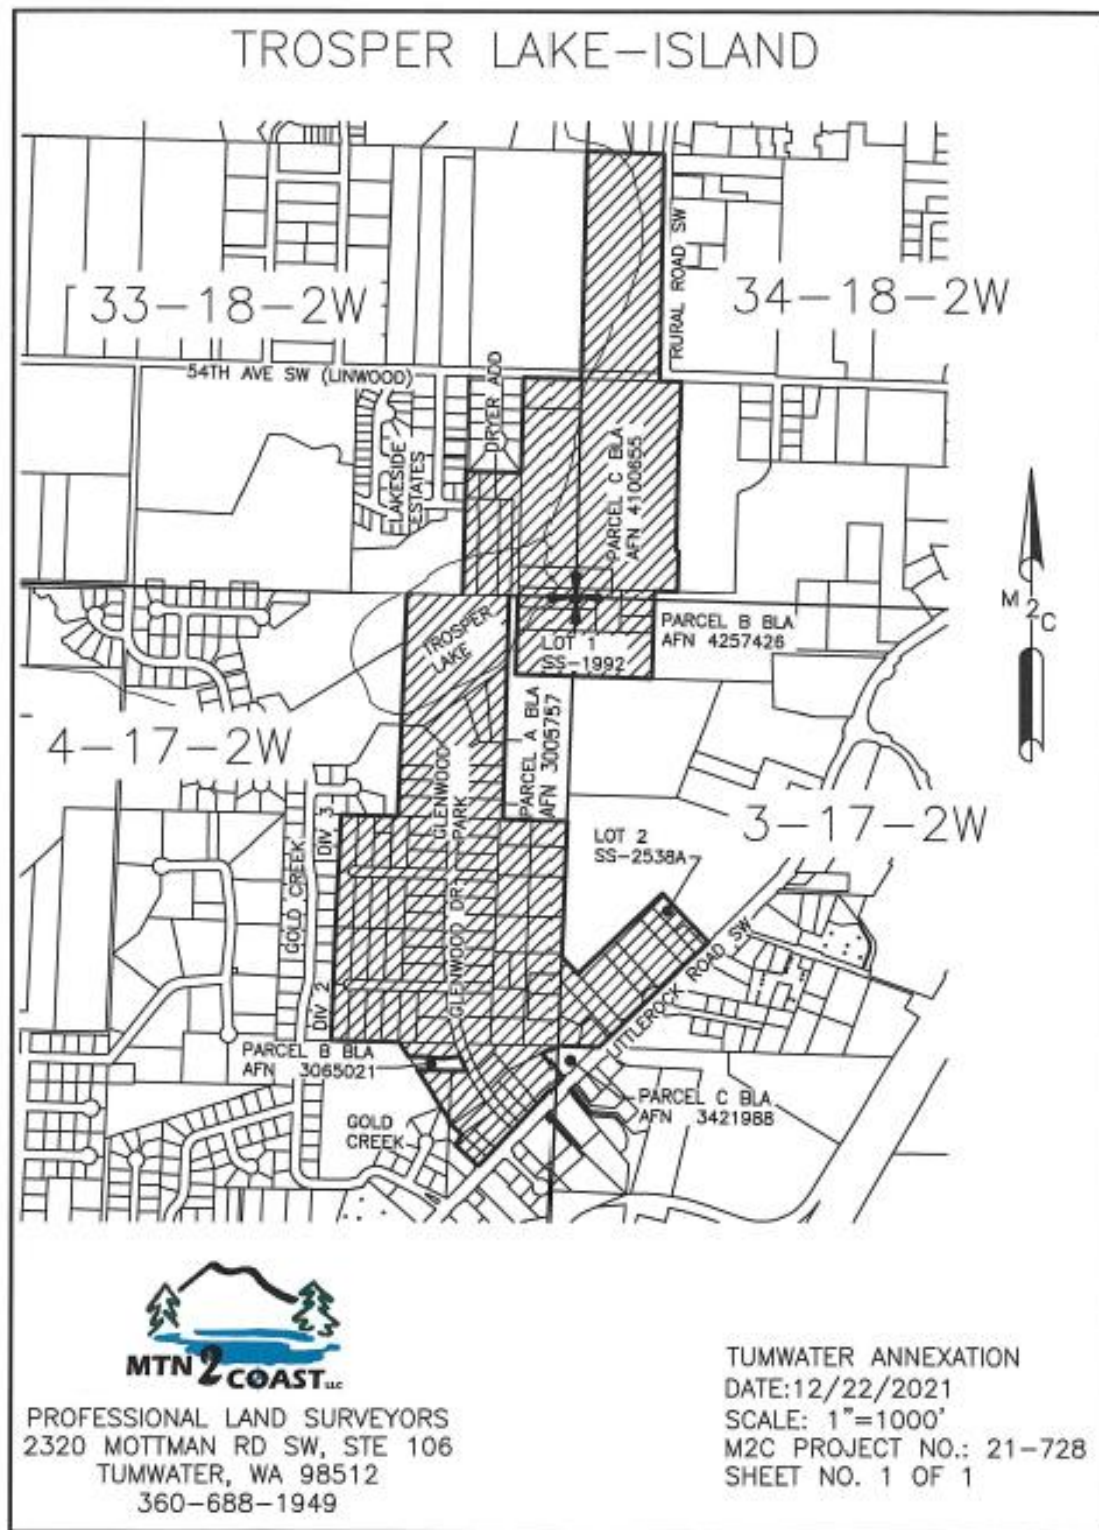 TROSPER LAKE-ISLAND
33-18-2W
34-18-2W
RURAL ROAD SW
54TH AVE SW (LINWOOD)
DRYER ADD
LAKESIDE
ESTATES
PARCEL C BLA
AFN 4100655
TROSPER
LAKE
LOT 1
SS-1992
PARCEL B BLA
AFN 4257426
M2C
4-17-2W
PARCEL A BLA
AFN 3005757
GLENWOOD
PARK
GLENWOOD DR
3-17-2W
LOT 2
SS-2538A
GOLD CREEK
DIV 3
DIV 2
LITTLEROCK ROAD SW
PARCEL B BLA
AFN 3065021
PARCEL C BLA
AFN 3421988
GOLD
CREEK
MTN 2 COAST LLC
PROFESSIONAL LAND SURVEYORS
2320 MOTTMAN RD SW, STE 106
TUMWATER, WA 98512
360-688-1949
TUMWATER ANNEXATION
DATE:12/22/2021
SCALE: 1"=1000'
M2C PROJECT NO.: 21-728
SHEET NO. 1 OF 1